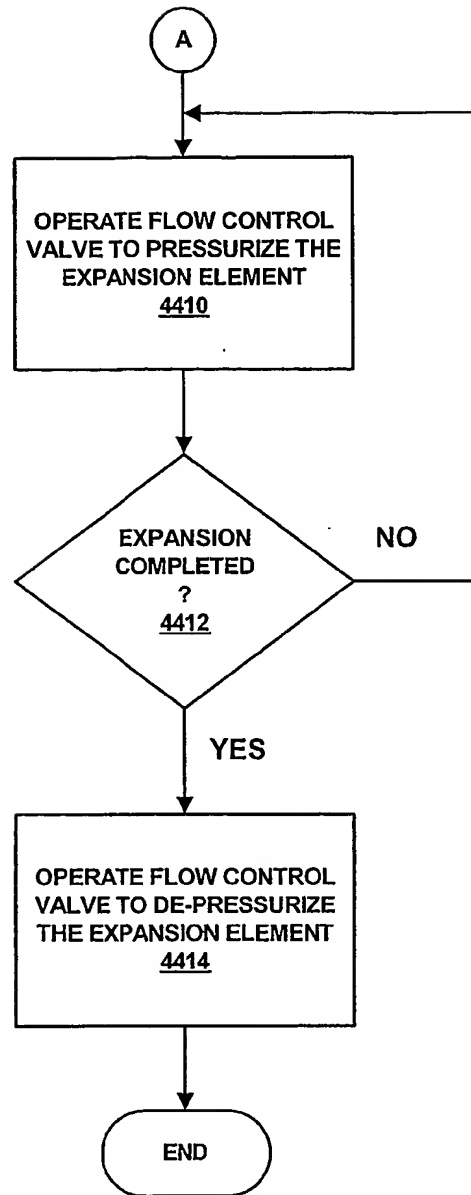 A
OPERATE FLOW CONTROL
VALVE TO PRESSURIZE THE
EXPANSION ELEMENT
4410
EXPANSION
COMPLETED
?
4412
NO
YES
OPERATE FLOW CONTROL
VALVE TO DE-PRESSURIZE
THE EXPANSION ELEMENT
4414
END